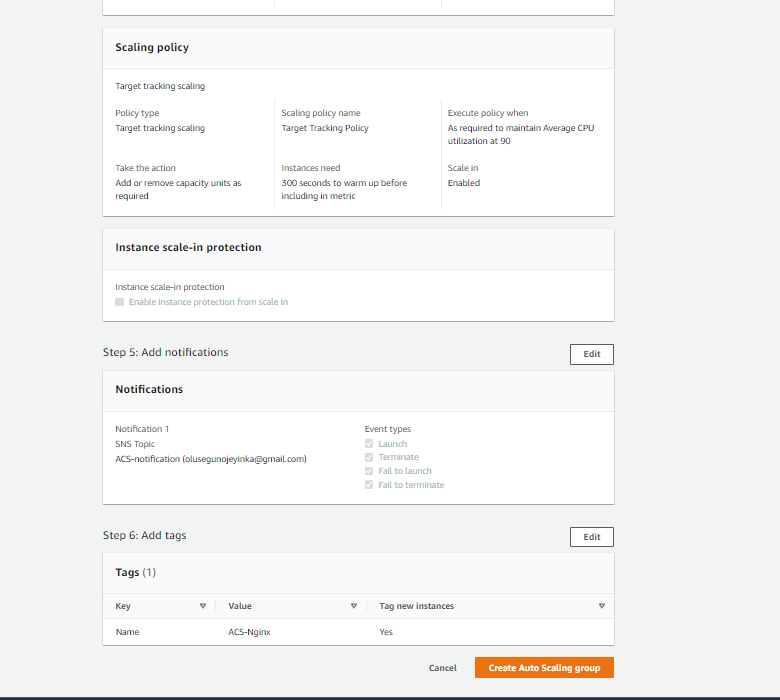 Scaling policy
Target tracking scaling
Policy type
Target tracking scaling
Scaling policy name
Target Tracking Policy
Execute policy when
As required to maintain Average CPU
utilization at 90
Take the action
Add or remove capacity units as
required
Instances need
300 seconds to warm up before
including in metric
Scale in
Enabled
Instance scale-in protection
Instance scale-in protection
Enable instance protection from scale in
Step 5: Add notifications
Edit
Notifications
Notification 1
SNS Topic
ACS-notification (olusegunojeyinka@gmail.com)
Event types
Launch
Terminate
Fail to launch
Fail to terminate
Step 6: Add tags
Edit
Tags (1)
Key Value Tag new instances
Name ACS-Nginx Yes
Cancel Create Auto Scaling group